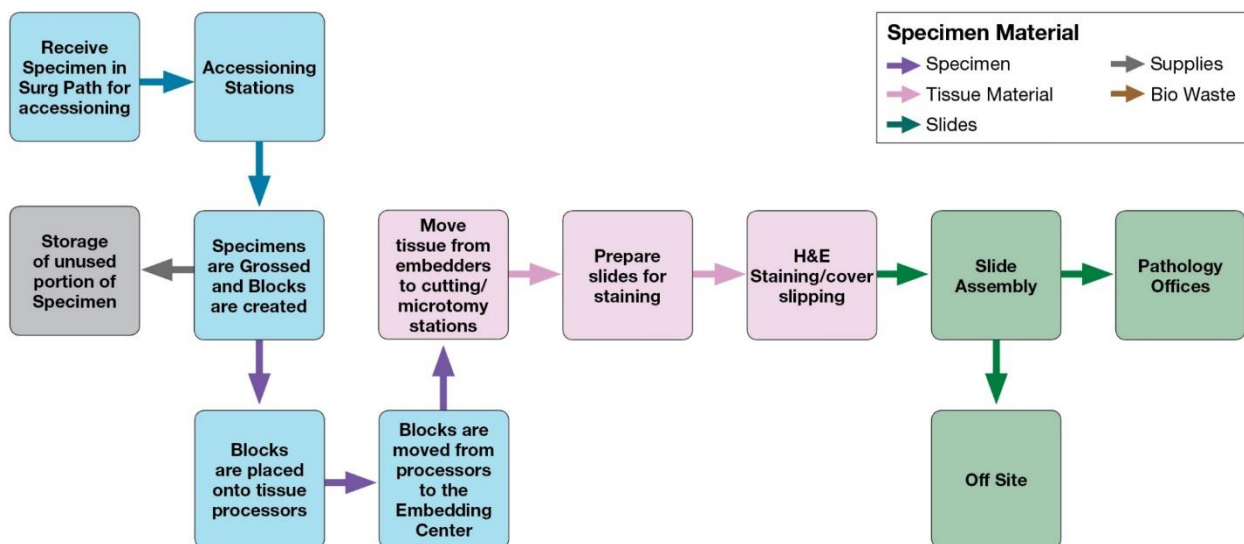 Receive
Specimen in
Surg Path for
accessioning
Accessioning
Stations
Specimen Material
Specimen
Supplies
Tissue Material
Bio Waste
Slides
Storage
of unused
portion of
Specimen
Specimens
are Grossed
and Blocks
are created
Move
tissue from
embedders
to cutting/
microtomy
stations
Prepare
slides for
staining
H&E
Staining/cover
slipping
Slide
Assembly
Pathology
Offices
Blocks
are placed
onto tissue
processors
Blocks are
moved from
processors
to the
Embedding
Center
Off Site